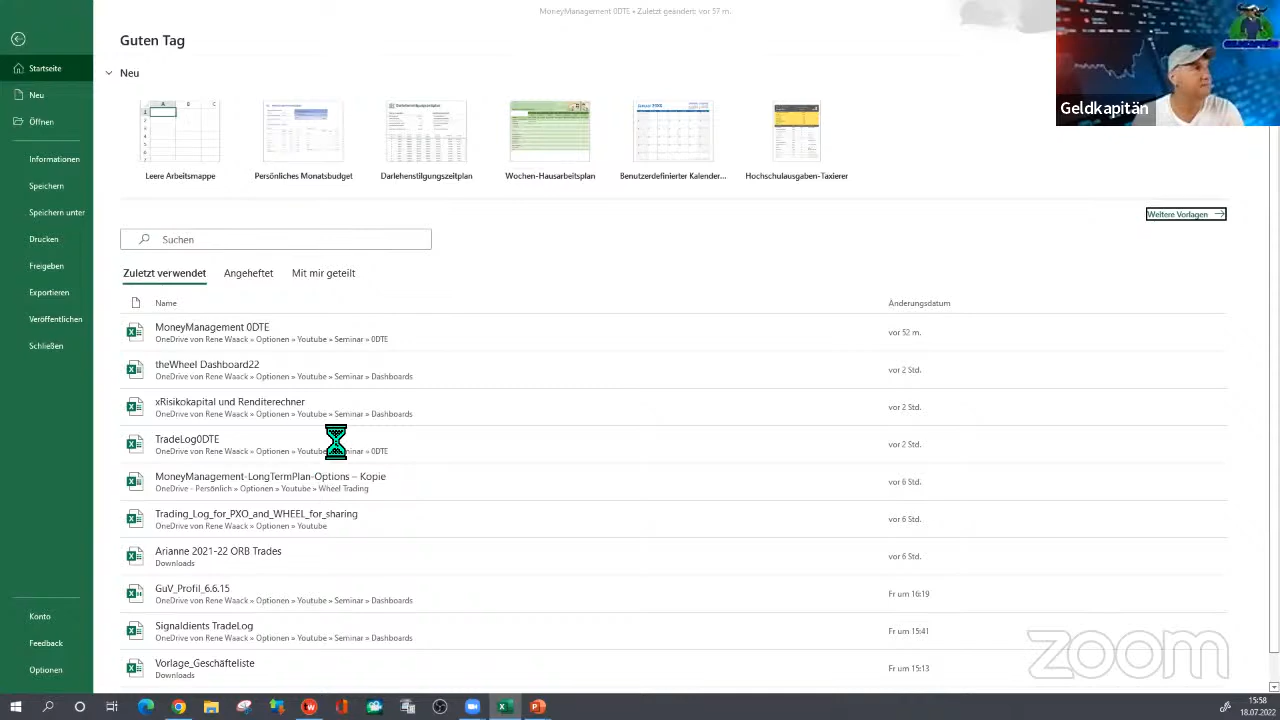 MoneyManagement 0DTE • Zuletzt geändert: vor 57 m.
Guten Tag
Startseite
Neu
Neu
Öffnen
Geldkapitän
Informationen
Speichern
Speichern unter
Drucken
Freigeben
Exportieren
Veröffentlichen
Schließen
Konto
Feedback
Optionen
Leere Arbeitsmappe
Persönliches Monatsbudget
Darlehenstilgungszeitplan
Wochen-Hausarbeitsplan
Benutzerdefinierter Kalender...
Hochschulausgaben-Taxierer
Weitere Vorlagen
Suchen
Zuletzt verwendet Angeheftet Mit mir geteilt
Name Änderungsdatum
MoneyManagement 0DTE
OneDrive von Rene Waack » Optionen » Youtube » Seminar » 0DTE
vor 52 m.
theWheel Dashboard22
OneDrive von Rene Waack » Optionen » Youtube » Seminar » Dashboards
vor 2 Std.
xRisikokapital und Renditerechner
OneDrive von Rene Waack » Optionen » Youtube » Seminar » Dashboards
vor 2 Std.
TradeLog0DTE
OneDrive von Rene Waack » Optionen » Youtube » Seminar » 0DTE
vor 2 Std.
MoneyManagement-LongTermPlan-Options – Kopie
OneDrive - Persönlich » Optionen » Youtube » Wheel Trading
vor 6 Std.
Trading_Log_for_PXO_and_WHEEL_for_sharing
OneDrive von Rene Waack » Optionen » Youtube
vor 6 Std.
Arianne 2021-22 ORB Trades
Downloads
vor 6 Std.
GuV_Profil_6.6.15
OneDrive von Rene Waack » Optionen » Youtube » Seminar » Dashboards
Fr um 16:19
Signaldients TradeLog
OneDrive von Rene Waack » Optionen » Youtube » Seminar » Dashboards
Fr um 15:41
Vorlage_Geschäfteliste
Downloads
Fr um 15:13
zoom
15:58
18.07.2022